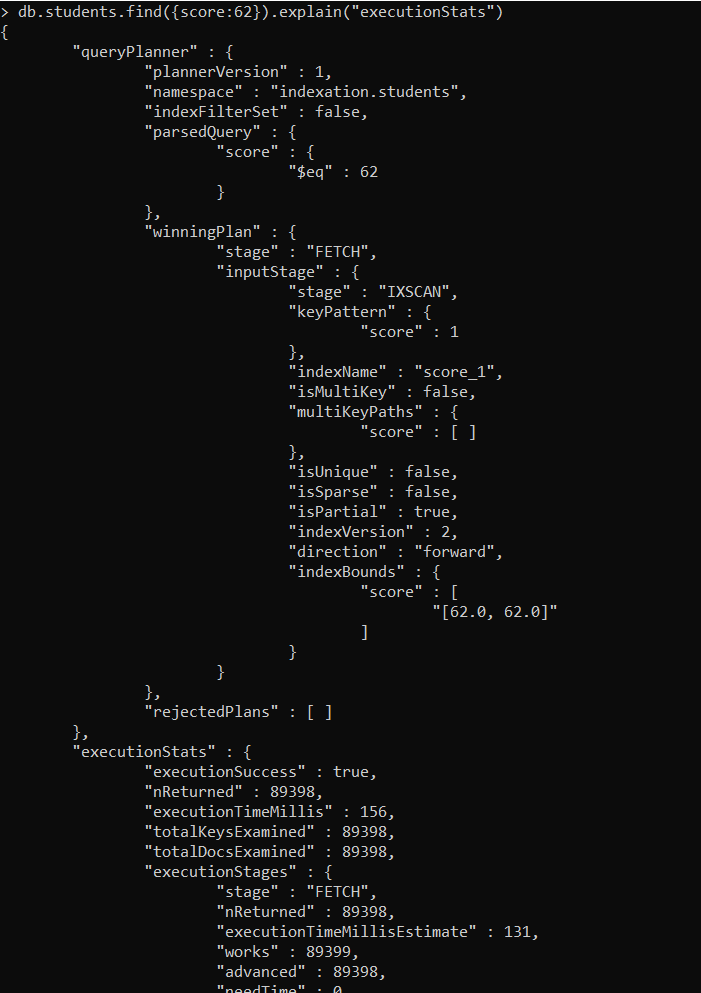 > db.students.find({score:62}).explain("executionStats")
{
"queryPlanner" : {
"plannerVersion" : 1,
"namespace" : "indexation.students",
"indexFilterSet" : false,
"parsedQuery" : {
"score" : {
"$eq" : 62
}
},
"winningPlan" : {
"stage" : "FETCH",
"inputStage" : {
"stage" : "IXSCAN",
"keyPattern" : {
"score" : 1
},
"indexName" : "score_1",
"isMultiKey" : false,
"multiKeyPaths" : {
"score" : [ ]
},
"isUnique" : false,
"isSparse" : false,
"isPartial" : true,
"indexVersion" : 2,
"direction" : "forward",
"indexBounds" : {
"score" : [
"[62.0, 62.0]"
]
}
}
},
"rejectedPlans" : [ ]
},
"executionStats" : {
"executionSuccess" : true,
"nReturned" : 89398,
"executionTimeMillis" : 156,
"totalKeysExamined" : 89398,
"totalDocsExamined" : 89398,
"executionStages" : {
"stage" : "FETCH",
"nReturned" : 89398,
"executionTimeMillisEstimate" : 131,
"works" : 89399,
"advanced" : 89398,
"needTime" : 0